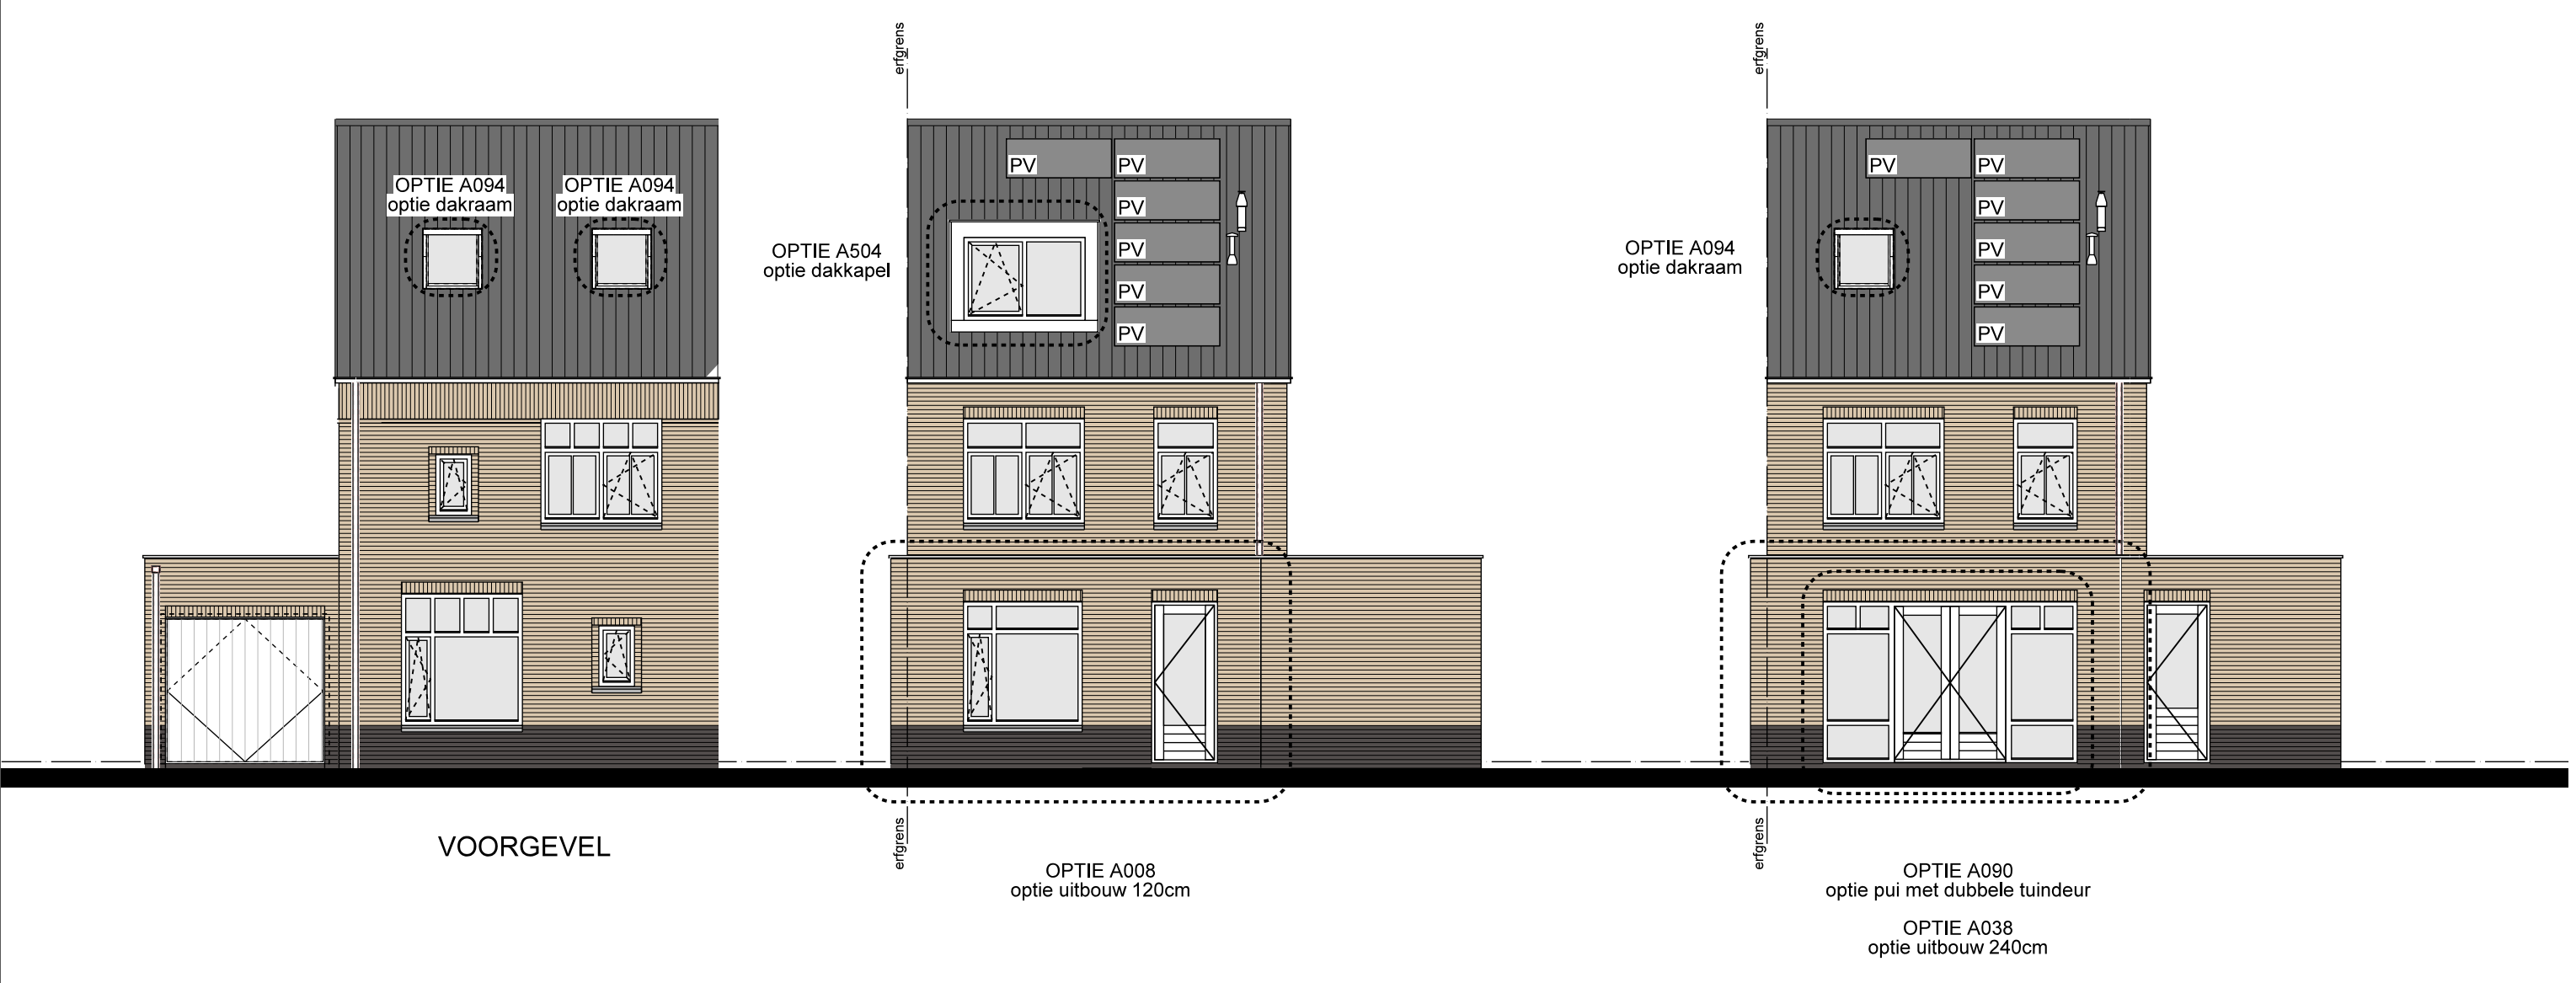 erfgrens
erfgrens
OPTIE A094
optie dakraam
OPTIE A094
optie dakraam
OPTIE A504
optie dakkapel
PV
PV
PV
PV
PV
PV
OPTIE A094
optie dakraam
PV
PV
PV
PV
PV
PV
VOORGEVEL
erfgrens
OPTIE A008
optie uitbouw 120cm
erfgrens
OPTIE A090
optie pui met dubbele tuindeur
OPTIE A038
optie uitbouw 240cm